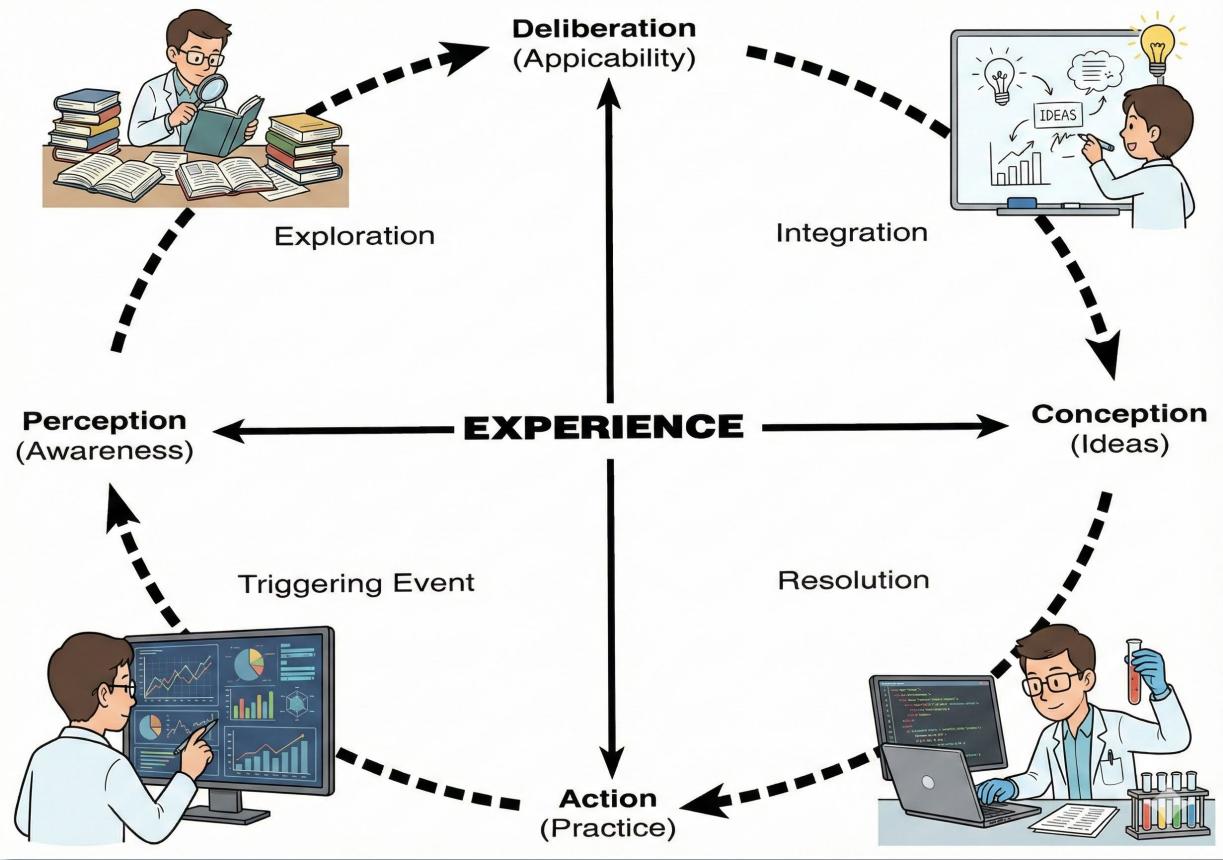 Deliberation
(Appicability)
IDEAS
Exploration
Integration
Perception
(Awareness)
EXPERIENCE
Conception
(Ideas)
Triggering Event
Resolution
Action
(Practice)